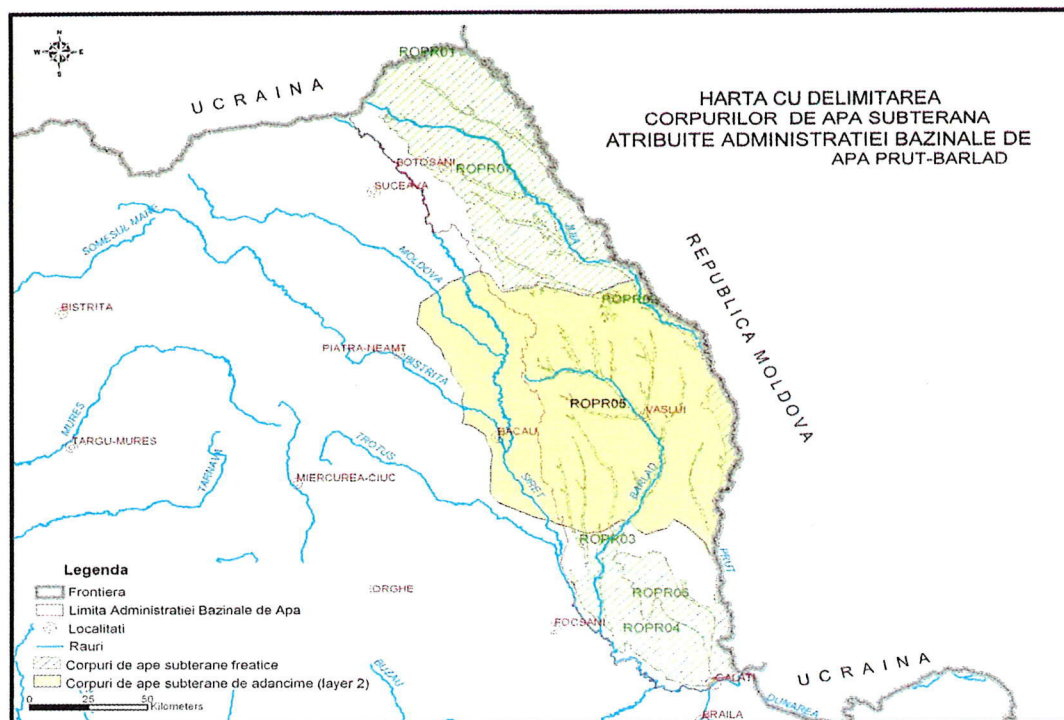 N
W E
S
UCRAINA
HARTA CU DELIMITAREA
CORPURILOR DE APA SUBTERANA
ATRIBUITE ADMINISTRATIEI BAZINALE DE
APA PRUT-BARLAD
ROPR01
BOTOSANI
ROPR07
SUCEAVA
SOMESUL MARE
MOLDOVA
JIJIA
REPUBLICA MOLDOVA
BISTRITA
PIATRA-NEAMT
BISTRITA
ROPR05
VASLUI
MURES
TARGU-MURES
BACAU
TROTUS
TARNAVA
MIERCUREA-CIUC
SIRET
BARLAD
ROPR03
PRUT
Legenda
Frontiera
Limita Administratiei Bazinale de Apa
Localitati
Rauri
Corpuri de ape subterane freatice
Corpuri de ape subterane de adancime (layer 2)
0 25 50
Kilometers
ORGHE
FOCSANI
ROPR04
BUZAU
GALATI
BRAILA
DUNAREA
UCRAINA